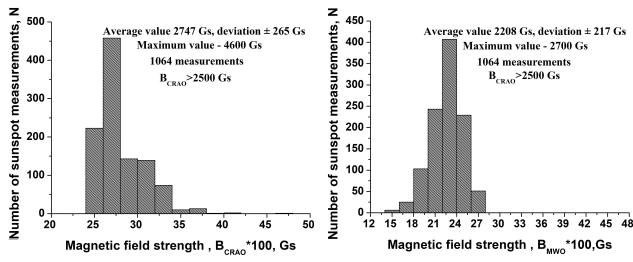 Average value 2747 Gs, deviation ± 265 Gs
Maximum value - 4600 Gs
1064 measurements
B_CRAO>2500 Gs
Number of sunspot measurements, N
500
400
300
200
100
0
20 25 30 35 40 45 50
Magnetic field strength , B_CRAO*100, Gs
Average value 2208 Gs, deviation ± 217 Gs
Maximum value - 2700 Gs
1064 measurements
B_CRAO>2500 Gs
Number of sunspot measurements, N
450
400
350
300
250
200
150
100
50
0
12 15 18 21 24 27 30 33 36 39 42 45 48
Magnetic field strength , B_MWO*100,Gs